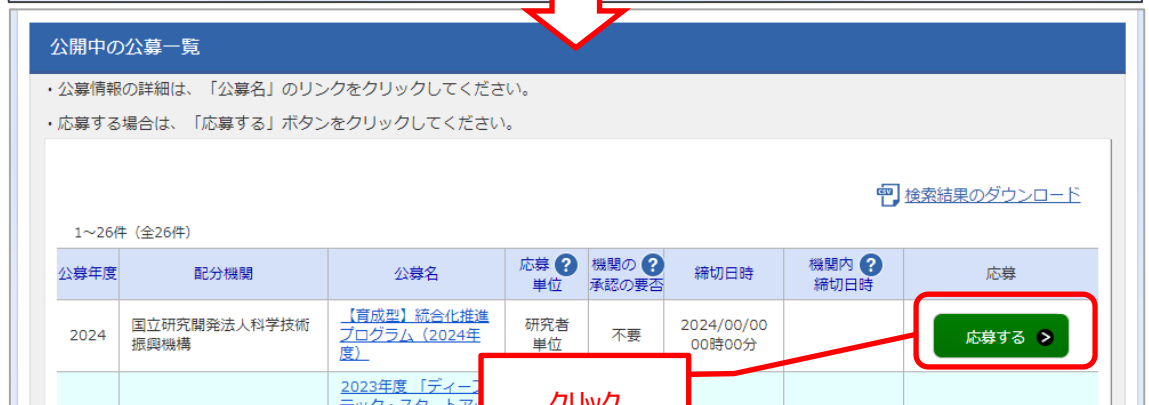 公開中の公募一覧
・公募情報の詳細は、「公募名」のリンクをクリックしてください。
・応募する場合は、「応募する」ボタンをクリックしてください。
CSV 検索結果のダウンロード
1～26件（全26件）
公募年度 配分機関 公募名 応募 ? 単位 機関の ? 承認の要否 締切日時 機関内 ? 締切日時 応募
2024 国立研究開発法人科学技術 【育成型】統合化推進 研究者 不要 2024/00/00 応募する
振興機構 プログラム（2024年 単位 00時00分
度）
2023年度 「ディープ
クリック